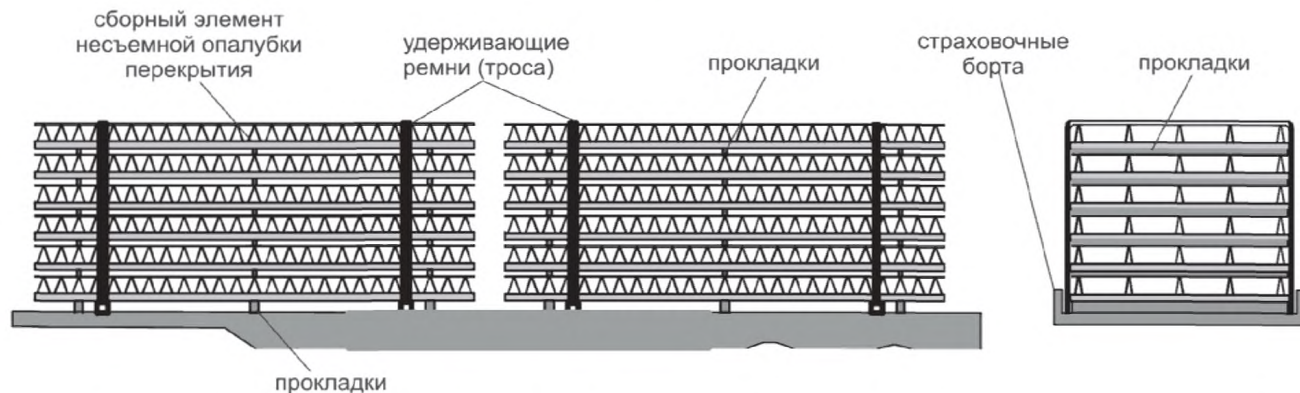 сборный элемент
несъемной опалубки
перекрытия
удерживающие
ремни (троса)
прокладки
страховочные
борта
прокладки
прокладки